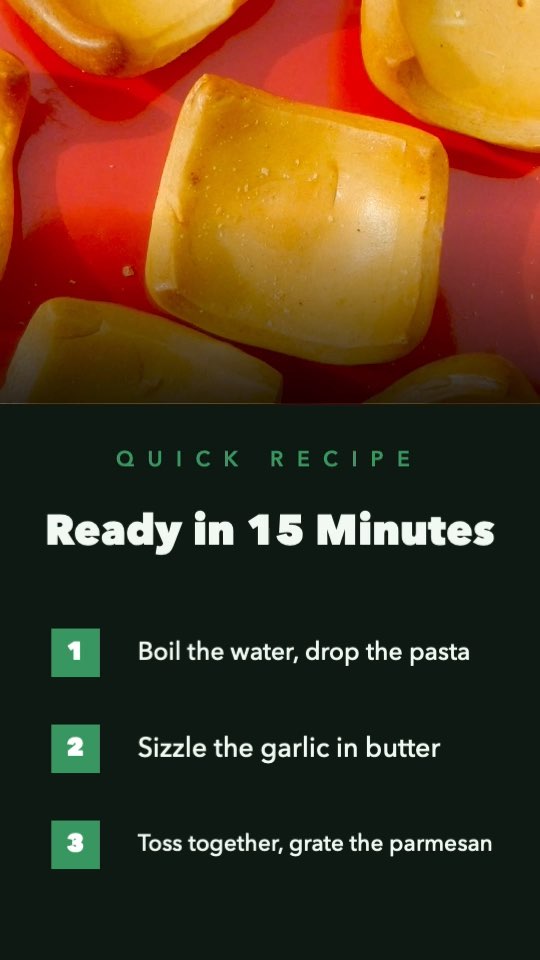 QUICK RECIPE
Ready in 15 Minutes
1 Boil the water, drop the pasta
2 Sizzle the garlic in butter
3 Toss together, grate the parmesan